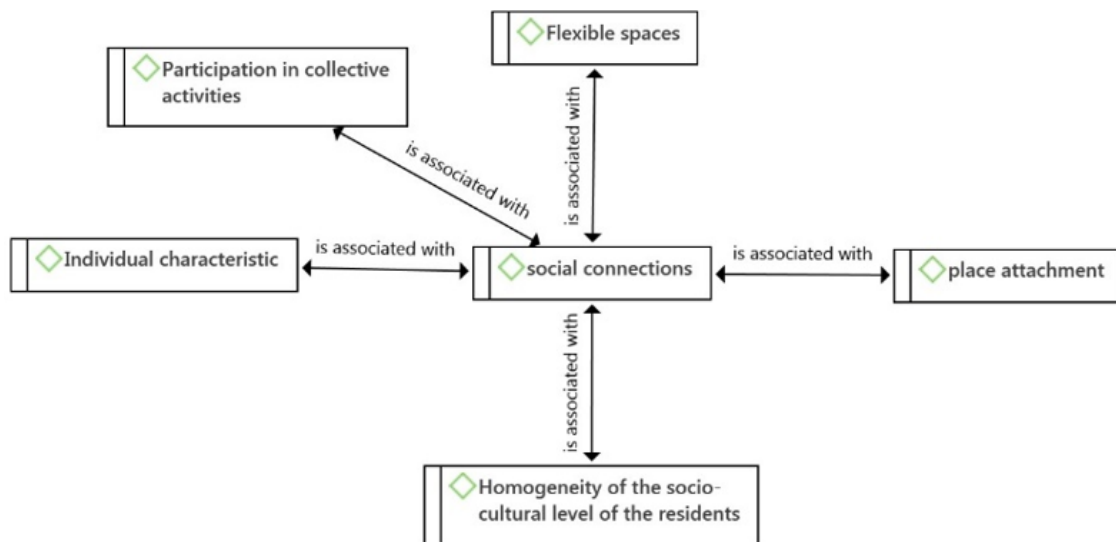 Flexible spaces
Participation in collective
activities
is associated with
is associated with
Individual characteristic
is associated with
social connections
is associated with
place attachment
is associated with
Homogeneity of the socio-
cultural level of the residents